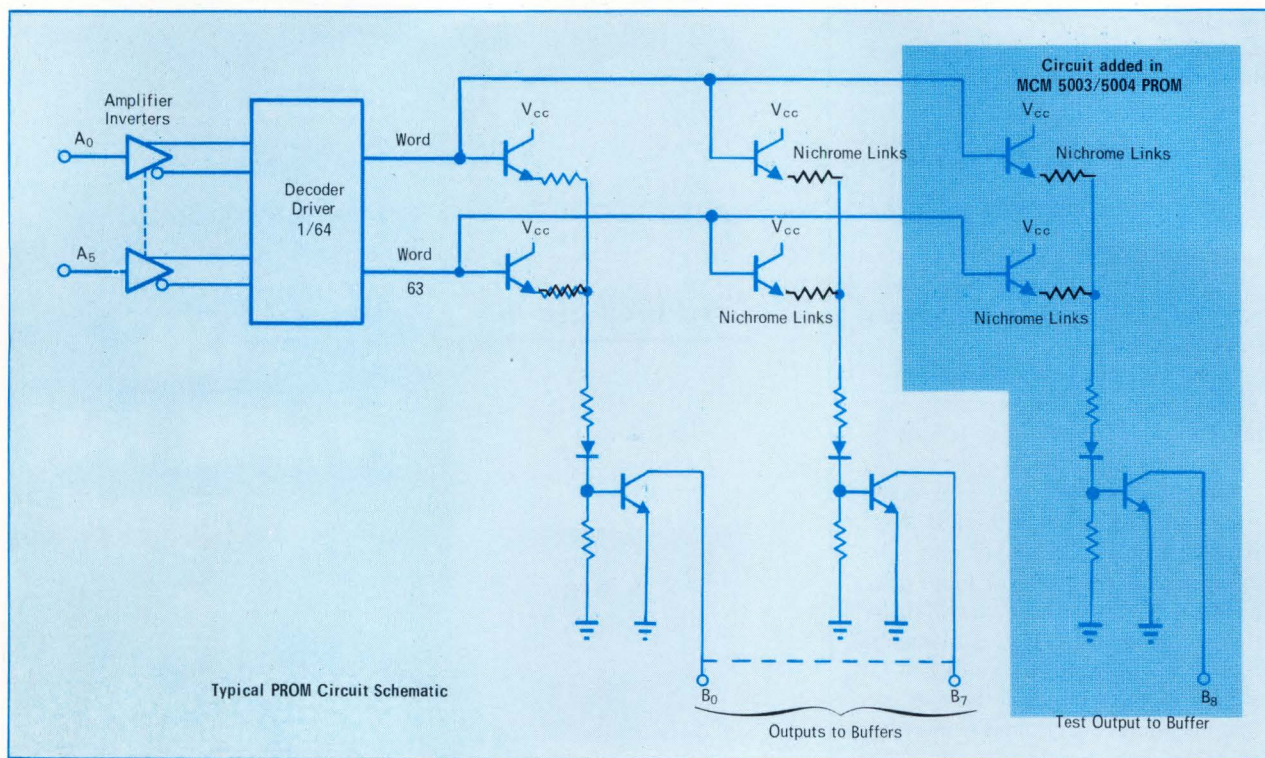 Circuit added in
MCM 5003/5004 PROM
Amplifier
Inverters
A0
A5
Decoder
Driver
1/64
Word
Word
63
Vcc
Vcc
Vcc
Vcc
Vcc
Vcc
Nichrome Links
Nichrome Links
Nichrome Links
Nichrome Links
Typical PROM Circuit Schematic
B0
B7
B8
Outputs to Buffers
Test Output to Buffer